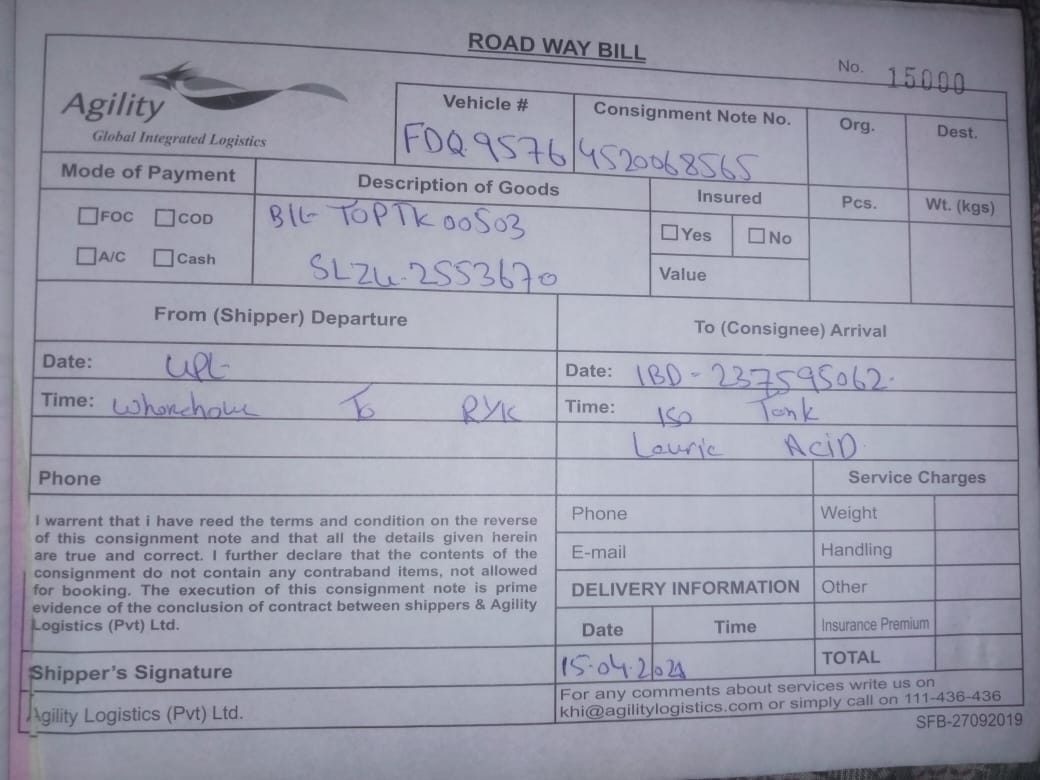 ROAD WAY BILL
No. 15000
Agility
Global Integrated Logistics
Vehicle #
FDQ.9576
Consignment Note No.
4520068565
Org.
Dest.
Mode of Payment
FOC
COD
A/C
Cash
Description of Goods
B/L TOPTK 00503
SLZU.2553670
Insured
Yes
No
Value
Pcs.
Wt. (kgs)
From (Shipper) Departure
Date: UPL
Time: To RYK
Phone
To (Consignee) Arrival
Date: IBD - 237595062.
Time: ISO Tank
Lauric AciD
Service Charges
Phone
Weight
E-mail
Handling
DELIVERY INFORMATION
Other
Date
Time
Insurance Premium
15.04.2021
TOTAL
I warrent that i have reed the terms and condition on the reverse
of this consignment note and that all the details given herein
are true and correct. I further declare that the contents of the
consignment do not contain any contraband items, not allowed
for booking. The execution of this consignment note is prime
evidence of the conclusion of contract between shippers & Agility
Logistics (Pvt) Ltd.
Shipper's Signature
Agility Logistics (Pvt) Ltd.
For any comments about services write us on
khi@agilitylogistics.com or simply call on 111-436-436
SFB-27092019